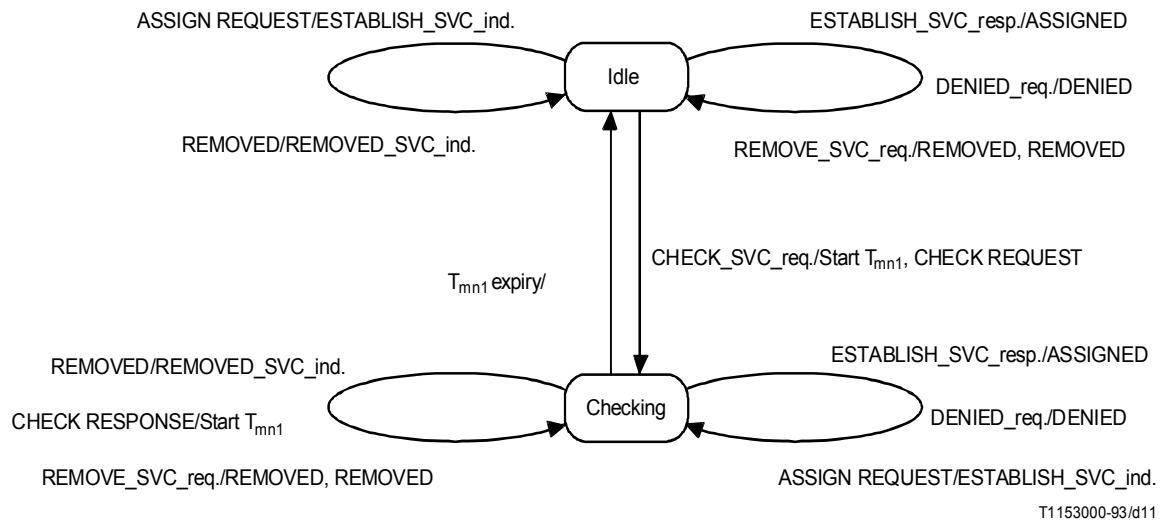 ASSIGN REQUEST/ESTABLISH_SVC_ind.
ESTABLISH_SVC_resp./ASSIGNED
Idle
DENIED_req./DENIED
REMOVED/REMOVED_SVC_ind.
REMOVE_SVC_req./REMOVED, REMOVED
CHECK_SVC_req./Start Tmn1, CHECK REQUEST
Tmn1 expiry/
REMOVED/REMOVED_SVC_ind.
ESTABLISH_SVC_resp./ASSIGNED
Checking
CHECK RESPONSE/Start Tmn1
DENIED_req./DENIED
REMOVE_SVC_req./REMOVED, REMOVED
ASSIGN REQUEST/ESTABLISH_SVC_ind.
T1153000-93/d11